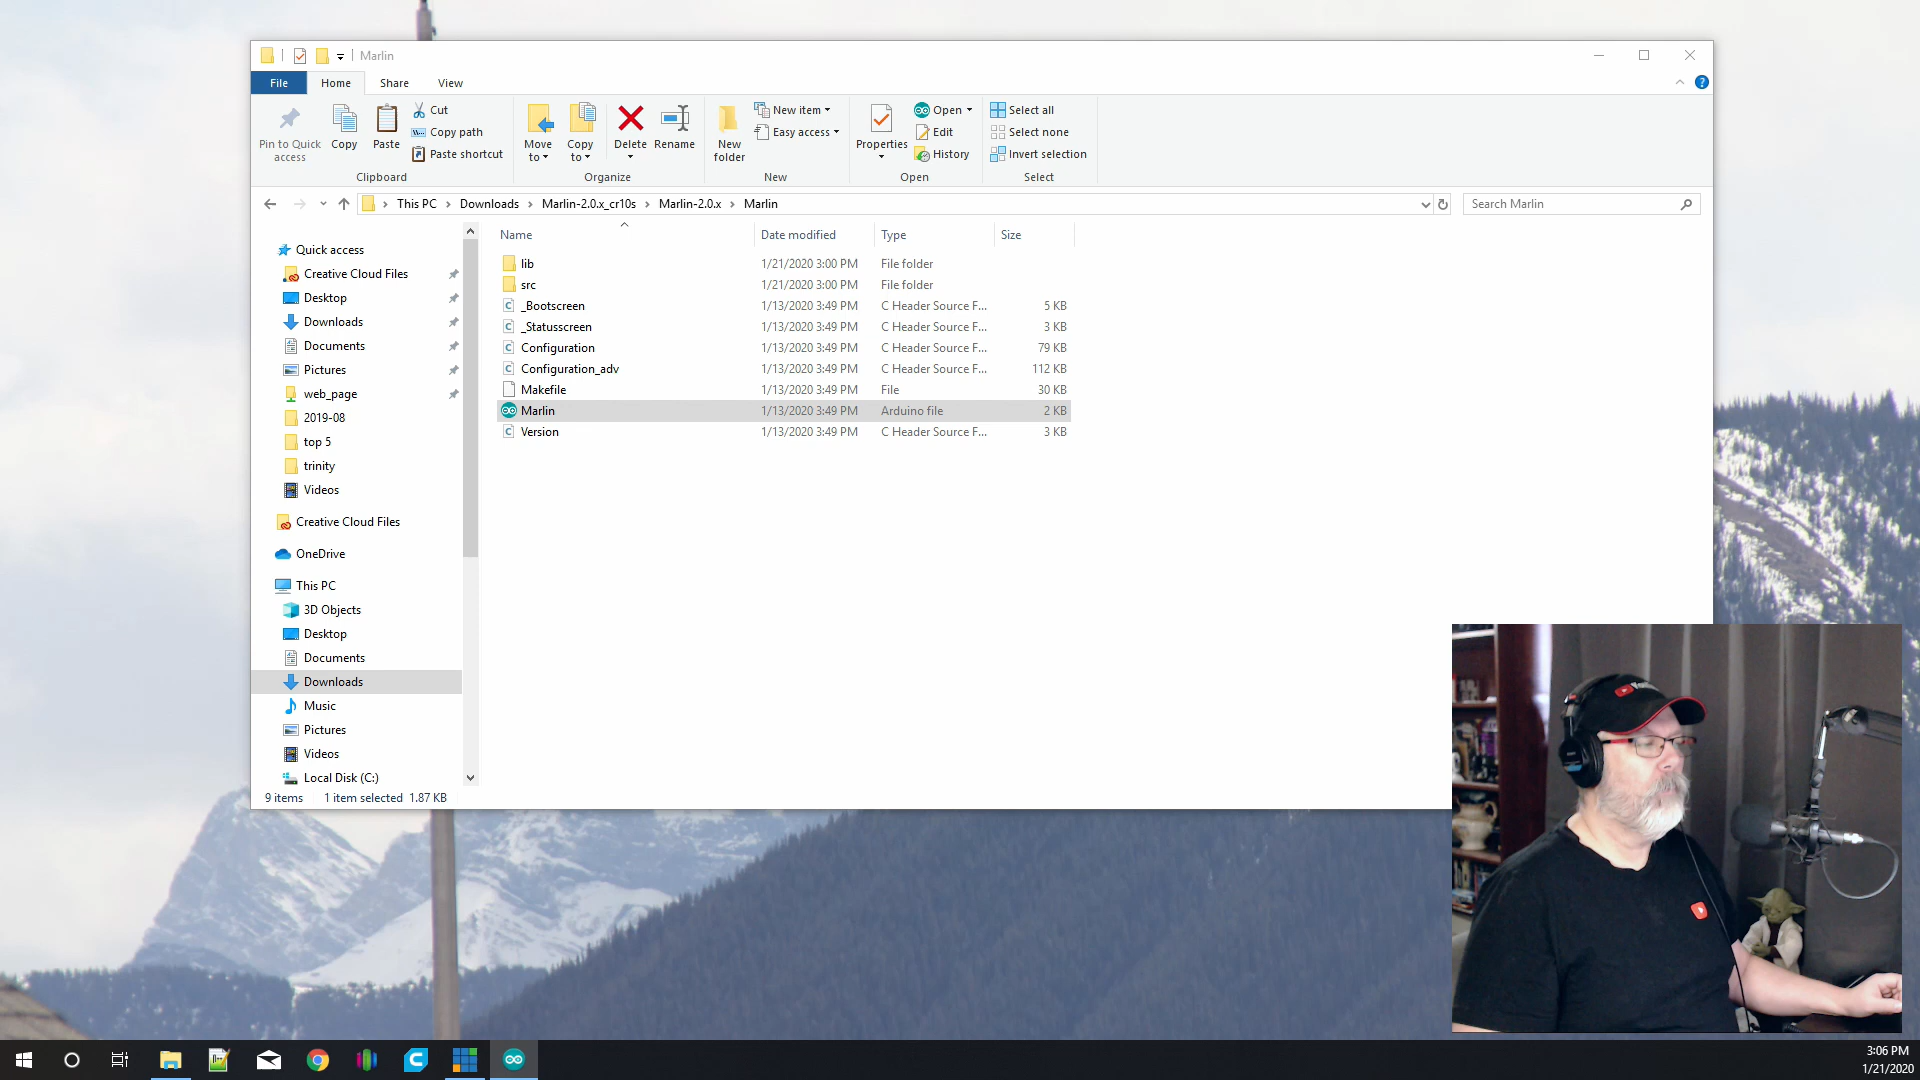 Marlin
File Home Share View
Pin to Quick access
Copy
Paste
Cut
Copy path
Paste shortcut
Move to
Copy to
Delete
Rename
New folder
New item
Easy access
Properties
Open
Edit
History
Select all
Select none
Invert selection
Clipboard Organize New Open Select
This PC > Downloads > Marlin-2.0.x_cr10s > Marlin-2.0.x > Marlin
Search Marlin
Name Date modified Type Size
lib 1/21/2020 3:00 PM File folder
src 1/21/2020 3:00 PM File folder
_Bootscreen 1/13/2020 3:49 PM C Header Source F... 5 KB
_Statusscreen 1/13/2020 3:49 PM C Header Source F... 3 KB
Configuration 1/13/2020 3:49 PM C Header Source F... 79 KB
Configuration_adv 1/13/2020 3:49 PM C Header Source F... 112 KB
Makefile 1/13/2020 3:49 PM File 30 KB
Marlin 1/13/2020 3:49 PM Arduino file 2 KB
Version 1/13/2020 3:49 PM C Header Source F... 3 KB
Quick access
Creative Cloud Files
Desktop
Downloads
Documents
Pictures
web_page
2019-08
top 5
trinity
Videos
Creative Cloud Files
OneDrive
This PC
3D Objects
Desktop
Documents
Downloads
Music
Pictures
Videos
Local Disk (C:)
9 items 1 item selected 1.87 KB
3:06 PM
1/21/2020